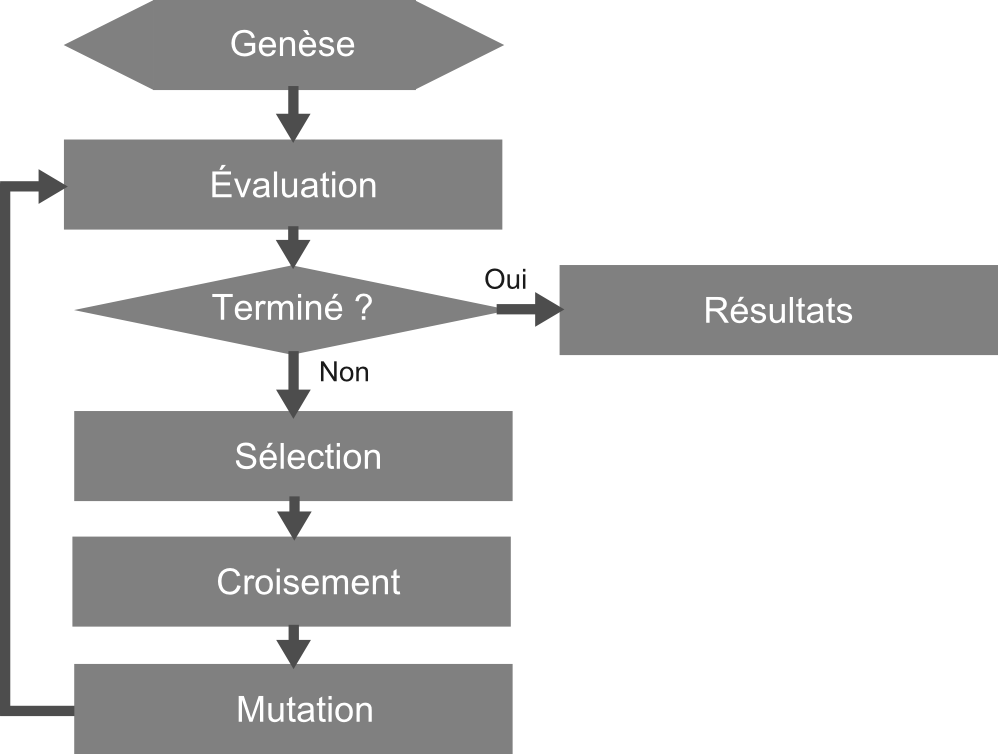 Genèse
Évaluation
Terminé ?
Oui
Résultats
Non
Sélection
Croisement
Mutation